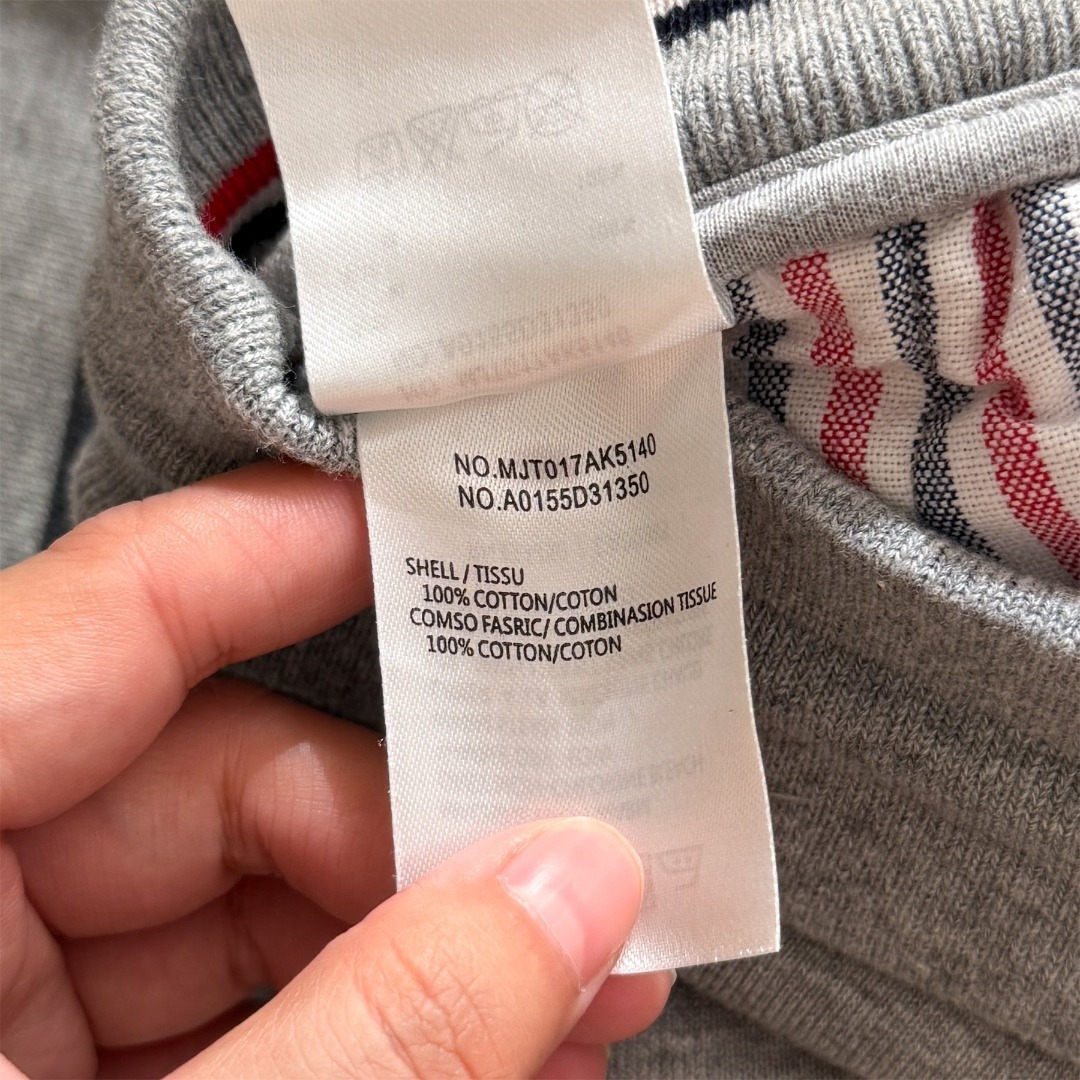 NO.MJT017AK5140
NO.A0155D31350
SHELL / TISSU
100% COTTON/COTON
COMSO FASRIC/ COMBINASION TISSUE
100% COTTON/COTON